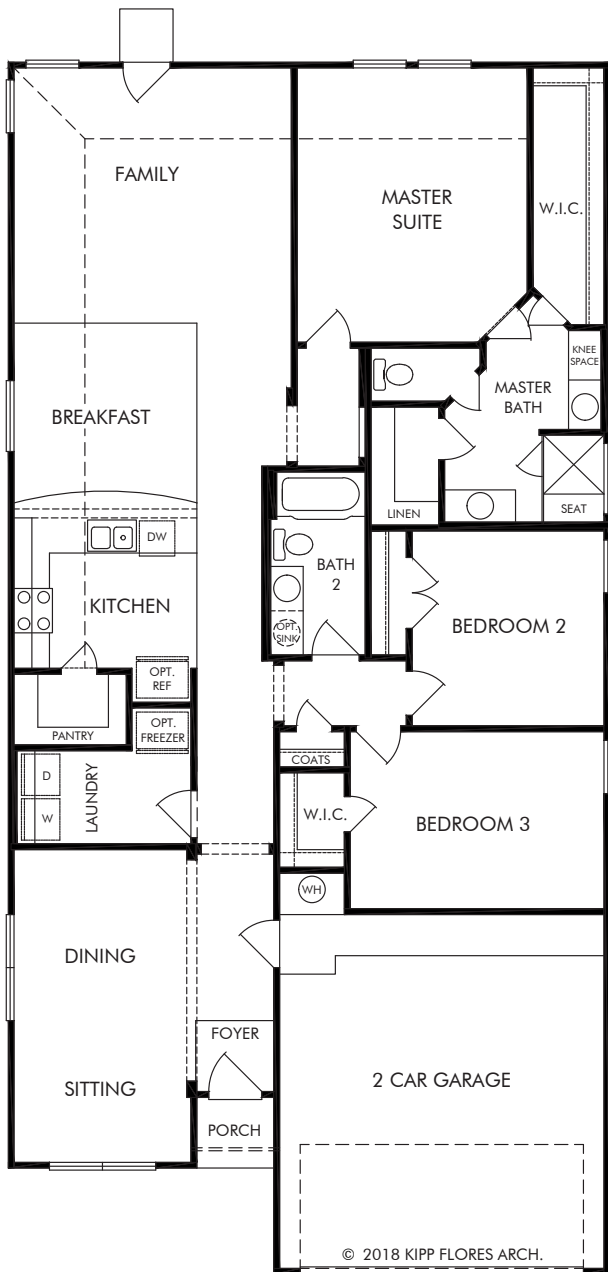 FAMILY
MASTER
SUITE
W.I.C.
KNEE
SPACE
BREAKFAST
MASTER
BATH
LINEN
SEAT
DW
BATH
2
KITCHEN
OPT.
SINK
BEDROOM 2
OPT.
REF
PANTRY
OPT.
FREEZER
COATS
D
W
LAUNDRY
W.I.C.
BEDROOM 3
WH
DINING
FOYER
SITTING
2 CAR GARAGE
PORCH
© 2018 KIPP FLORES ARCH.